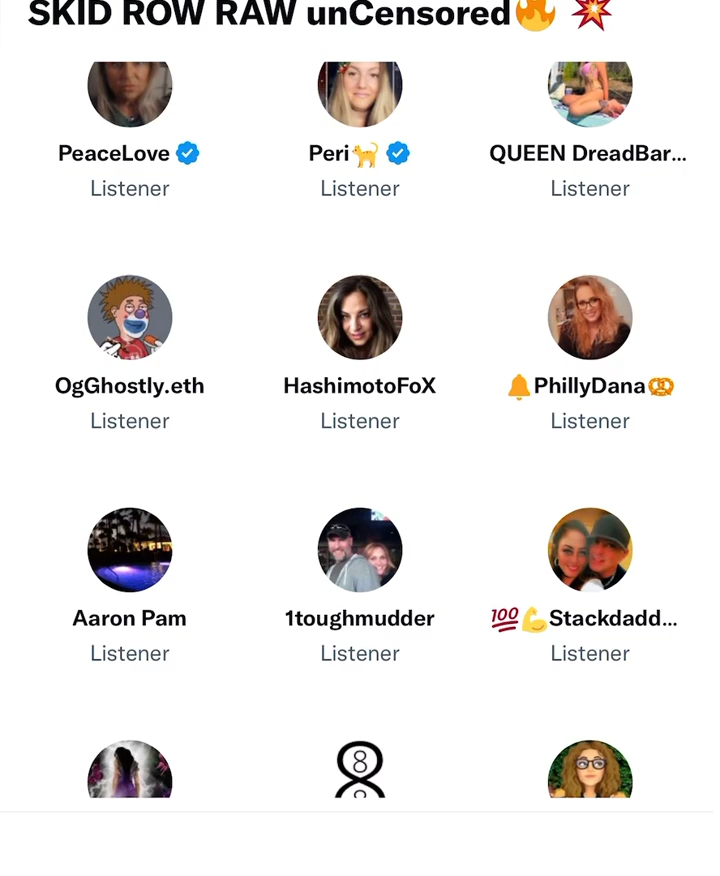 SKID ROW RAW unCensored🔥 💥
PeaceLove
Peri🐈
QUEEN DreadBar...
Listener
Listener
Listener
OgGhostly.eth
HashimotoFoX
🔔PhillyDana🥨
Listener
Listener
Listener
Aaron Pam
1toughmudder
💯💪Stackdadd...
Listener
Listener
Listener
8